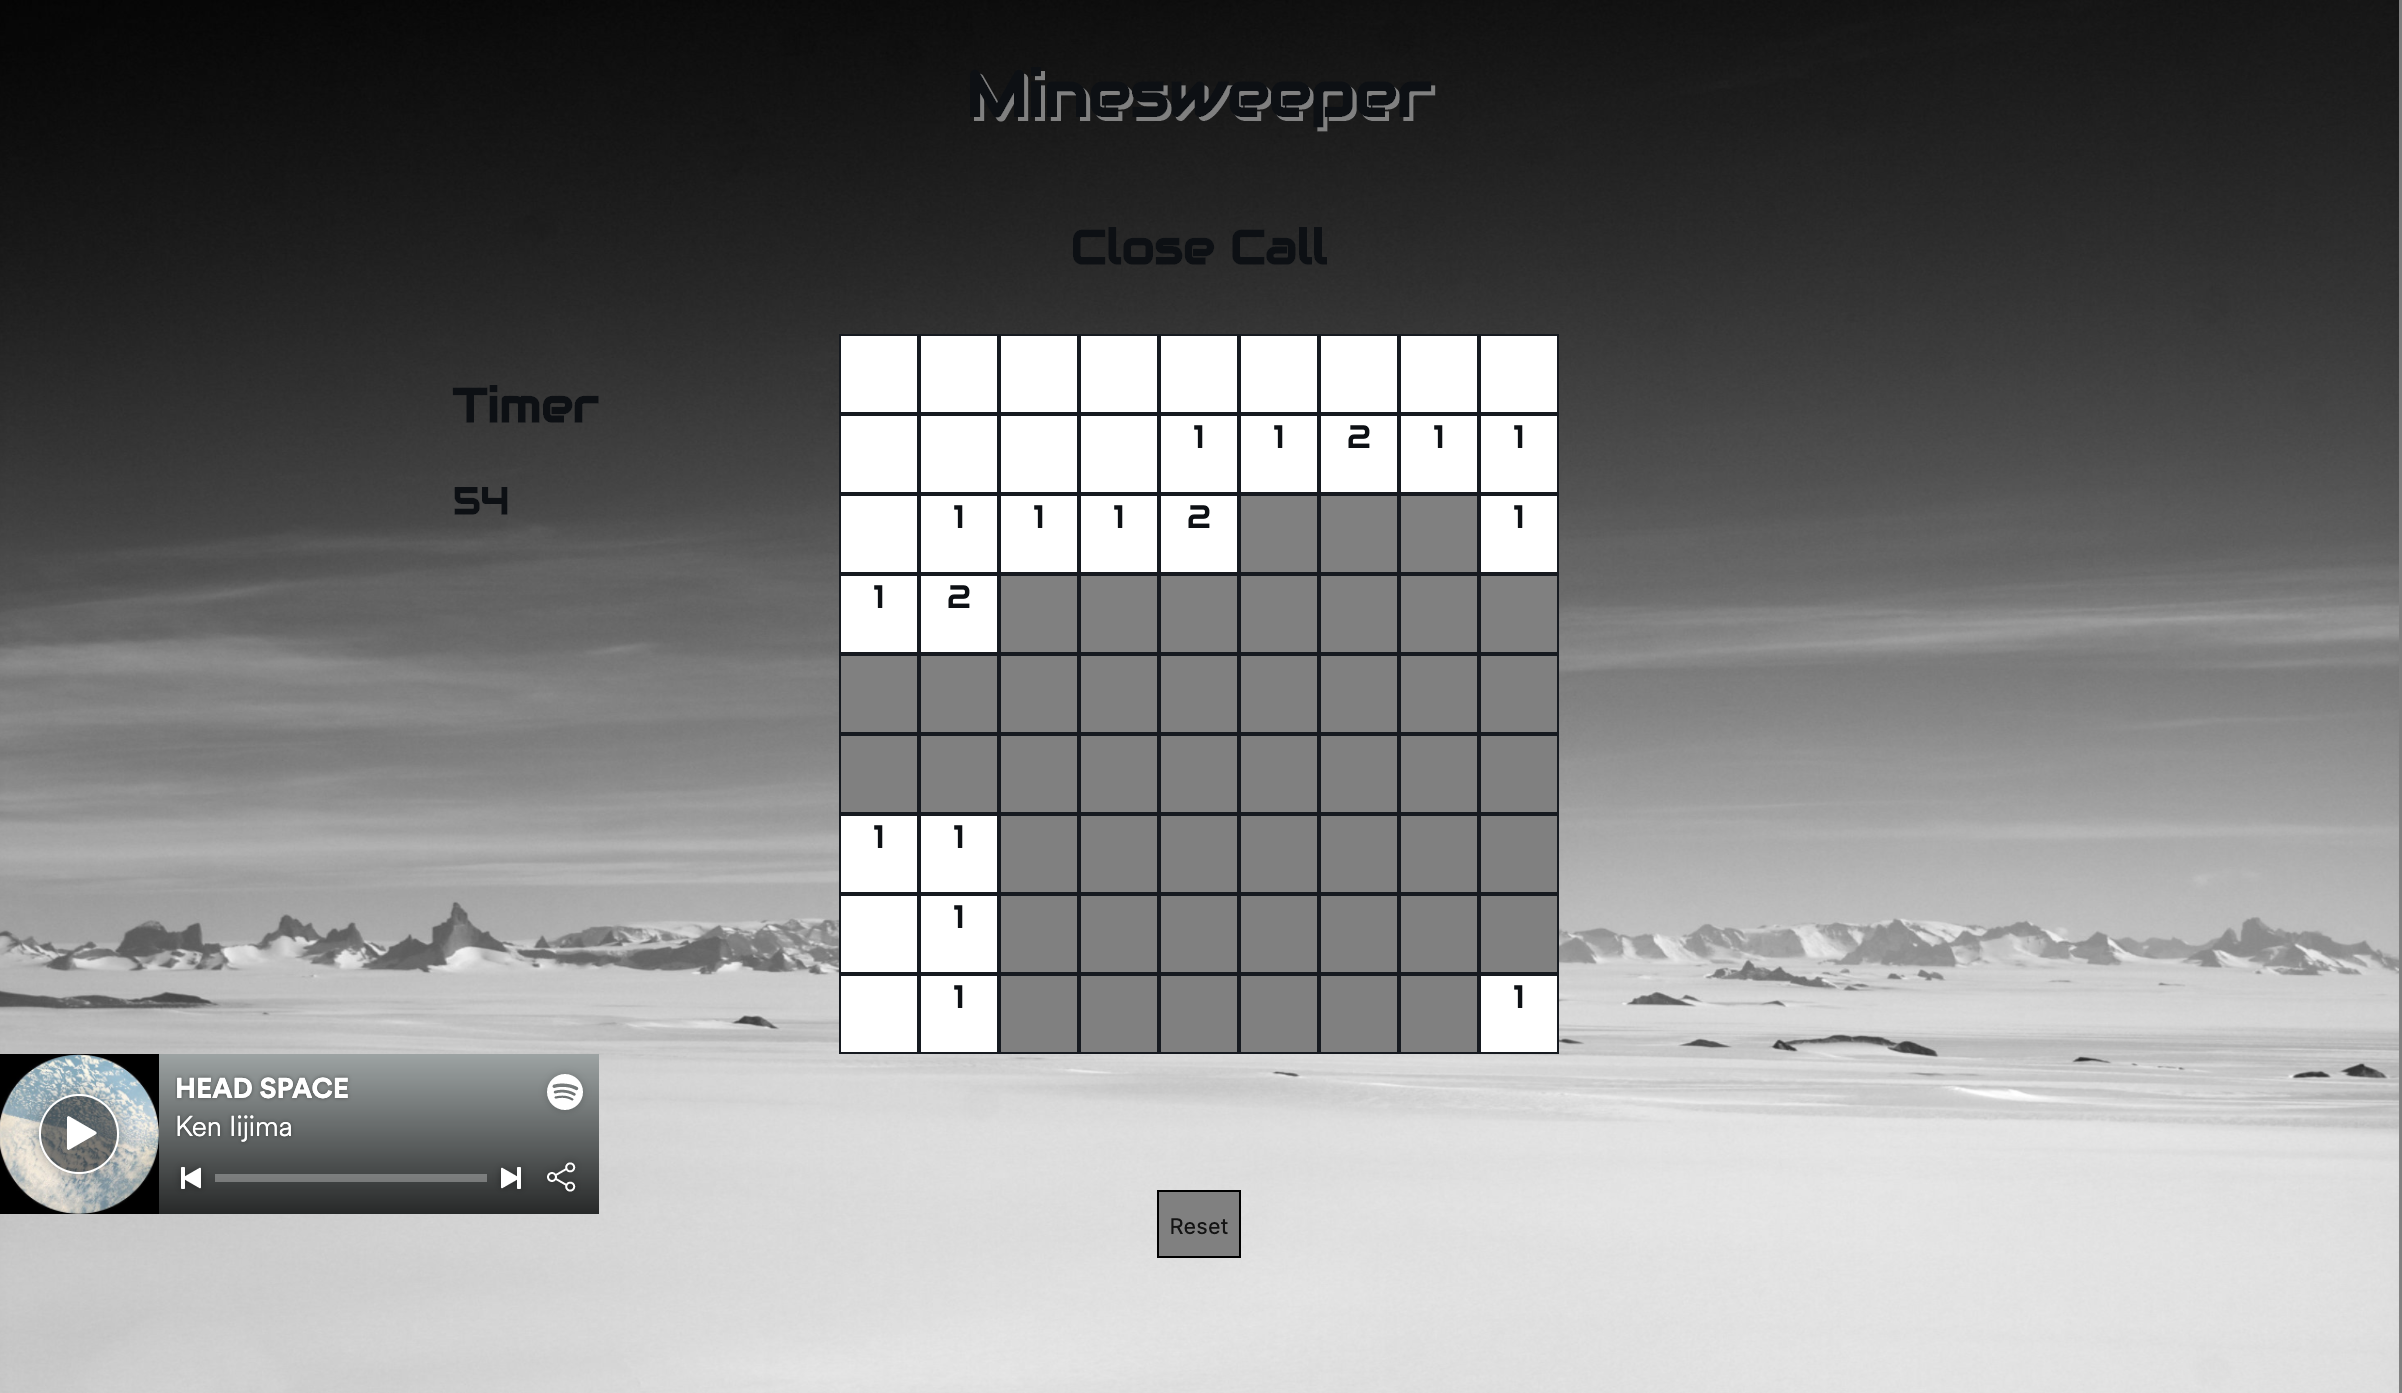 Minesweeper
Close Call
Timer
54
1 1 2 1 1
1 1 1 2 1
1 2
1 1
1
1 1
HEAD SPACE
Ken Iijima
Reset